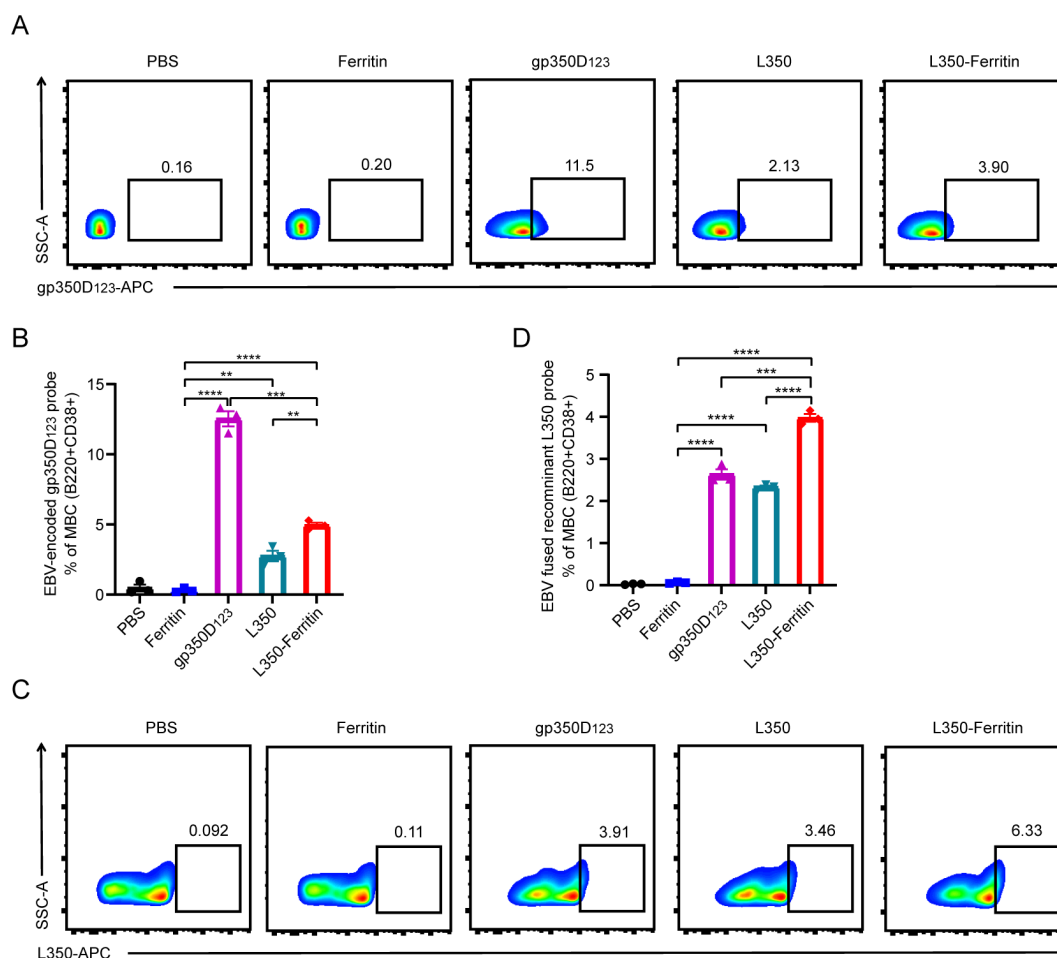 A
PBS
Ferritin
gp350D123
L350
L350-Ferritin
0.16
0.20
11.5
2.13
3.90
SSC-A
gp350D123-APC
B
EBV-encoded gp350D123 probe
% of MBC (B220+CD38+)
15
10
5
0
****
**
****
***
**
PBS
Ferritin
gp350D123
L350
L350-Ferritin
D
EBV fused recomninant L350 probe
% of MBC (B220+CD38+)
5
4
3
2
1
0
****
***
****
****
****
PBS
Ferritin
gp350D123
L350
L350-Ferritin
C
PBS
Ferritin
gp350D123
L350
L350-Ferritin
0.092
0.11
3.91
3.46
6.33
SSC-A
L350-APC